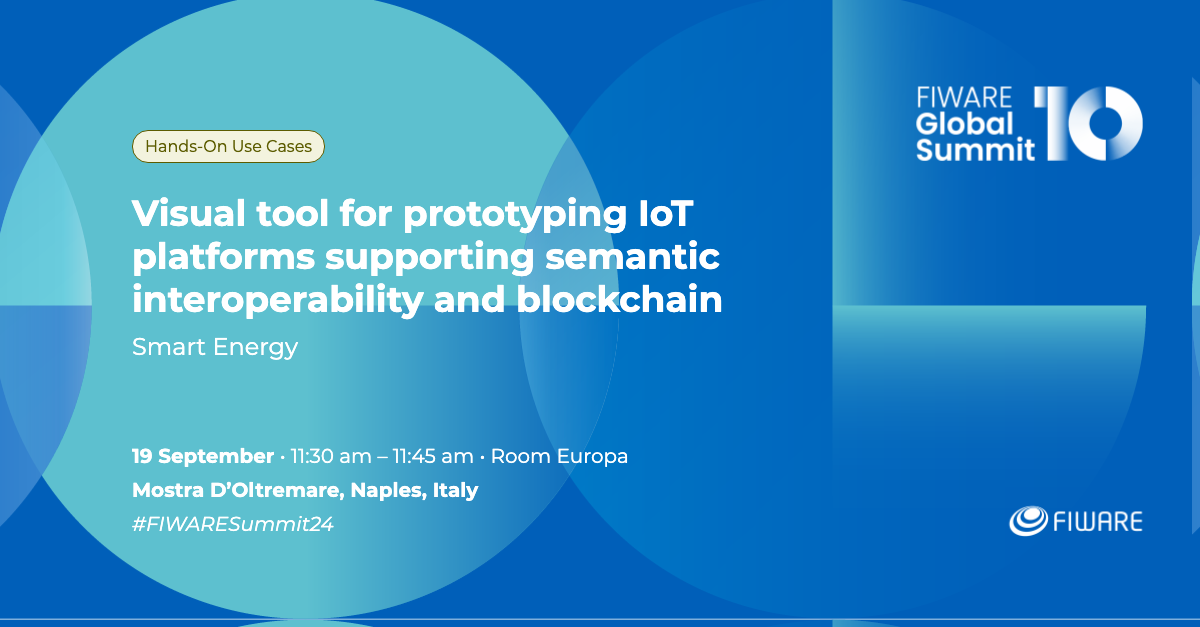 FIWARE
Global
Summit
10
Hands-On Use Cases
Visual tool for prototyping IoT
platforms supporting semantic
interoperability and blockchain
Smart Energy
19 September · 11:30 am – 11:45 am · Room Europa
Mostra D’Oltremare, Naples, Italy
#FIWARESummit24
FIWARE